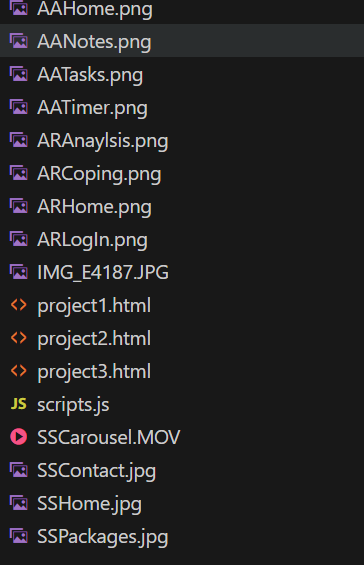 AAHome.png
AANotes.png
AATasks.png
AATimer.png
ARAnaylsis.png
ARCoping.png
ARHome.png
ARLogIn.png
IMG_E4187.JPG
<> project1.html
<> project2.html
<> project3.html
JS scripts.js
SSCarousel.MOV
SSContact.jpg
SSHome.jpg
SSPackages.jpg